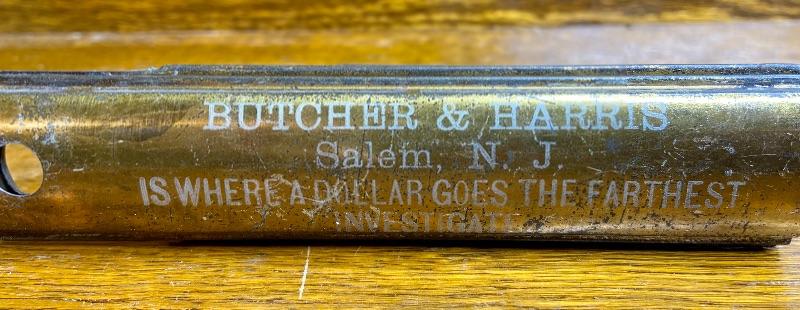 BUTCHER & HARRIS
Salem, N. J.
IS WHERE A DOLLAR GOES THE FARTHEST
INVESTIGATE